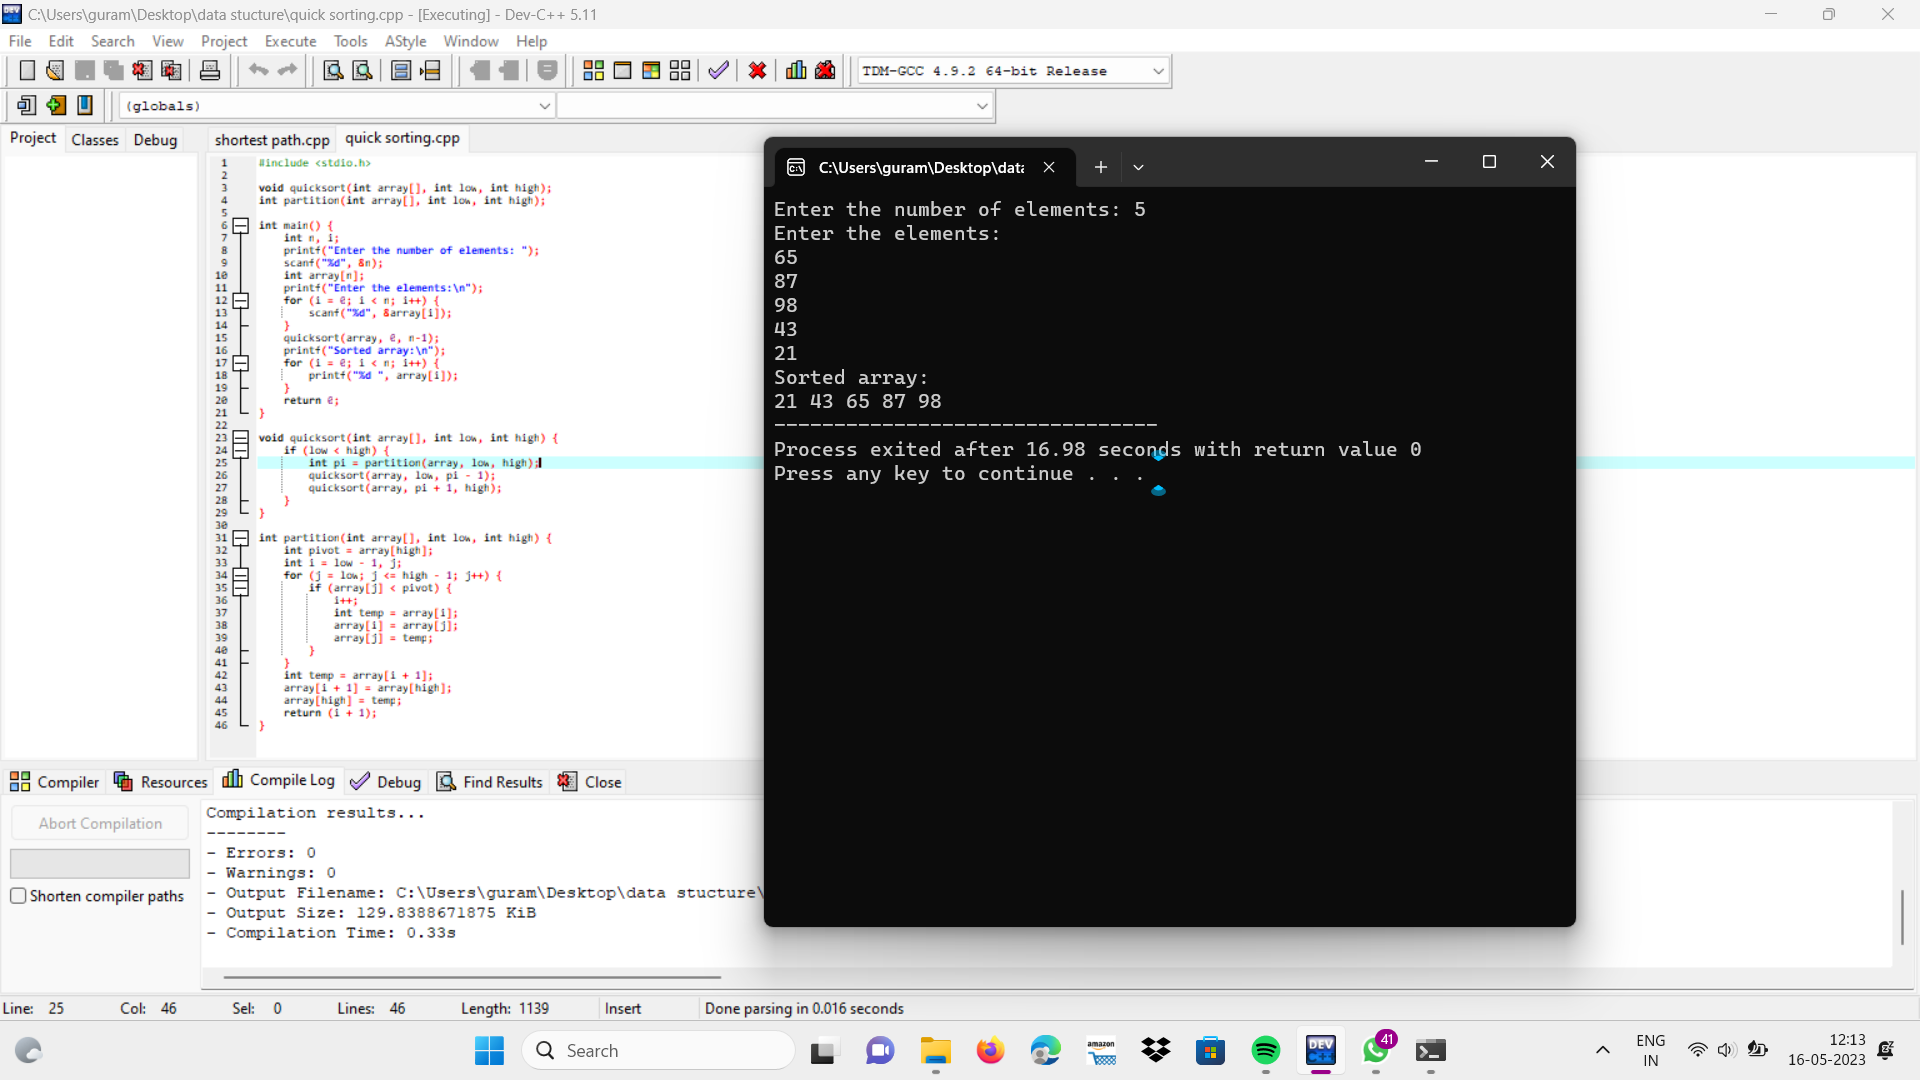 C:\Users\guram\Desktop\data stucture\quick sorting.cpp - [Executing] - Dev-C++ 5.11
File Edit Search View Project Execute Tools AStyle Window Help
TDM-GCC 4.9.2 64-bit Release
(globals)
Project Classes Debug
shortest path.cpp quick sorting.cpp
1 #include <stdio.h>
2
3 void quicksort(int array[], int low, int high);
4 int partition(int array[], int low, int high);
5
6 int main() {
7 int n, i;
8 printf("Enter the number of elements: ");
9 scanf("%d", &n);
10 int array[n];
11 printf("Enter the elements:\n");
12 for (i = 0; i < n; i++) {
13 scanf("%d", &array[i]);
14 }
15 quicksort(array, 0, n-1);
16 printf("Sorted array:\n");
17 for (i = 0; i < n; i++) {
18 printf("%d ", array[i]);
19 }
20 return 0;
21 }
22
23 void quicksort(int array[], int low, int high) {
24 if (low < high) {
25 int pi = partition(array, low, high);
26 quicksort(array, low, pi - 1);
27 quicksort(array, pi + 1, high);
28 }
29 }
30
31 int partition(int array[], int low, int high) {
32 int pivot = array[high];
33 int i = low - 1, j;
34 for (j = low; j <= high - 1; j++) {
35 if (array[j] < pivot) {
36 i++;
37 int temp = array[i];
38 array[i] = array[j];
39 array[j] = temp;
40 }
41 }
42 int temp = array[i + 1];
43 array[i + 1] = array[high];
44 array[high] = temp;
45 return (i + 1);
46 }
C:\Users\guram\Desktop\data
Enter the number of elements: 5
Enter the elements:
65
87
98
43
21
Sorted array:
21 43 65 87 98
--------------------------------
Process exited after 16.98 seconds with return value 0
Press any key to continue . . .
Compiler Resources Compile Log Debug Find Results Close
Abort Compilation
Shorten compiler paths
Compilation results...
--------
- Errors: 0
- Warnings: 0
- Output Filename: C:\Users\guram\Desktop\data stucture\
- Output Size: 129.8388671875 KiB
- Compilation Time: 0.33s
Line: 25 Col: 46 Sel: 0 Lines: 46 Length: 1139 Insert Done parsing in 0.016 seconds
Search
amazon
DEV
41
ENG
IN
12:13
16-05-2023